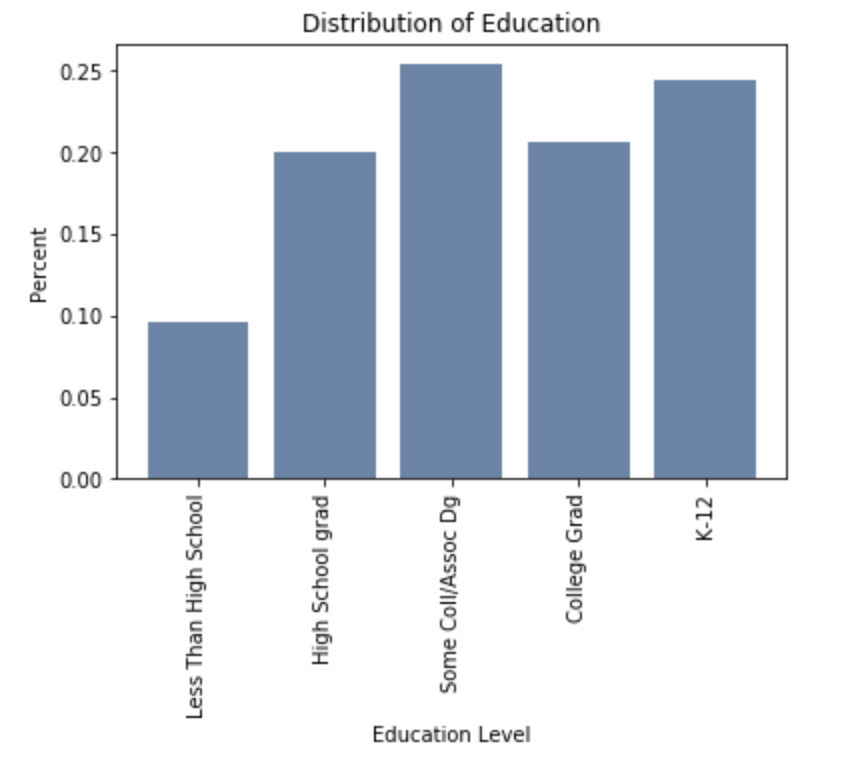 Distribution of Education
0.25
0.20
0.15
0.10
0.05
0.00
Percent
Less Than High School
High School grad
Some Coll/Assoc Dg
College Grad
K-12
Education Level